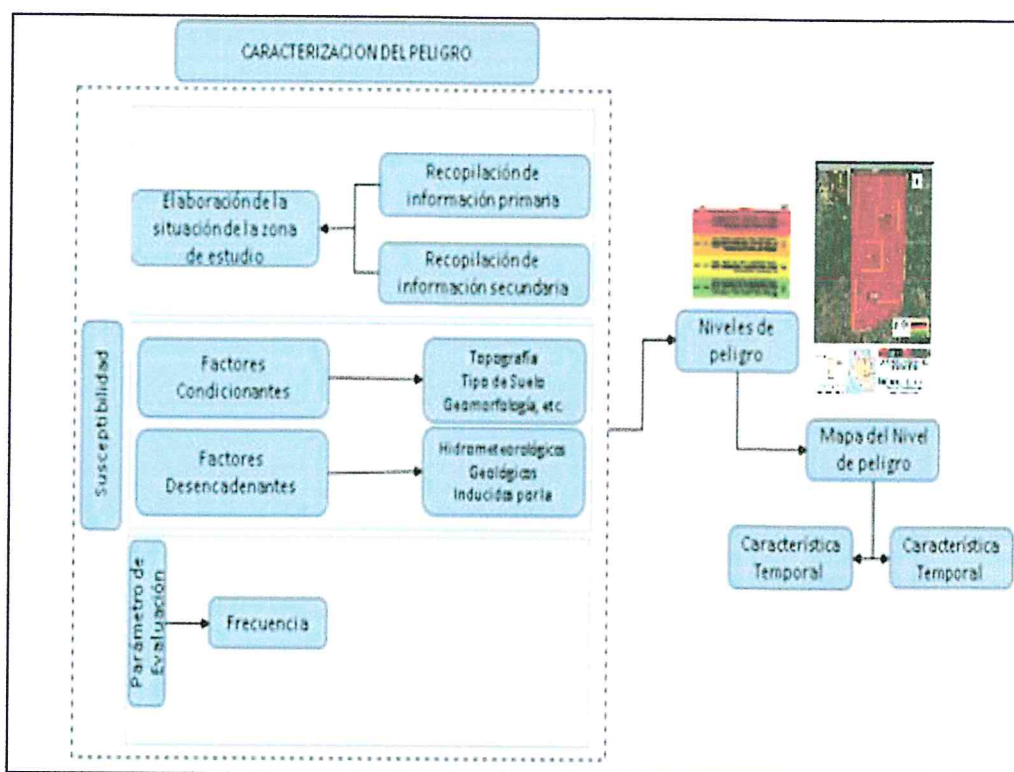 CARACTERIZACION DEL PELIGRO
Elaboración de la
situación de la zona
de estudio
Recopilación de
información primaria
Recopilación de
información secundaria
Susceptibilidad
Factores
Condicionantes
Topografía
Tipo de Suelo
Geomorfología, etc.
Factores
Desencadenantes
Hidrometeorológicos
Geológicos
Inducidos por la
Parámetro de
Evaluación
Frecuencia
Niveles de
peligro
Mapa del Nivel
de peligro
Característica
Temporal
Característica
Temporal